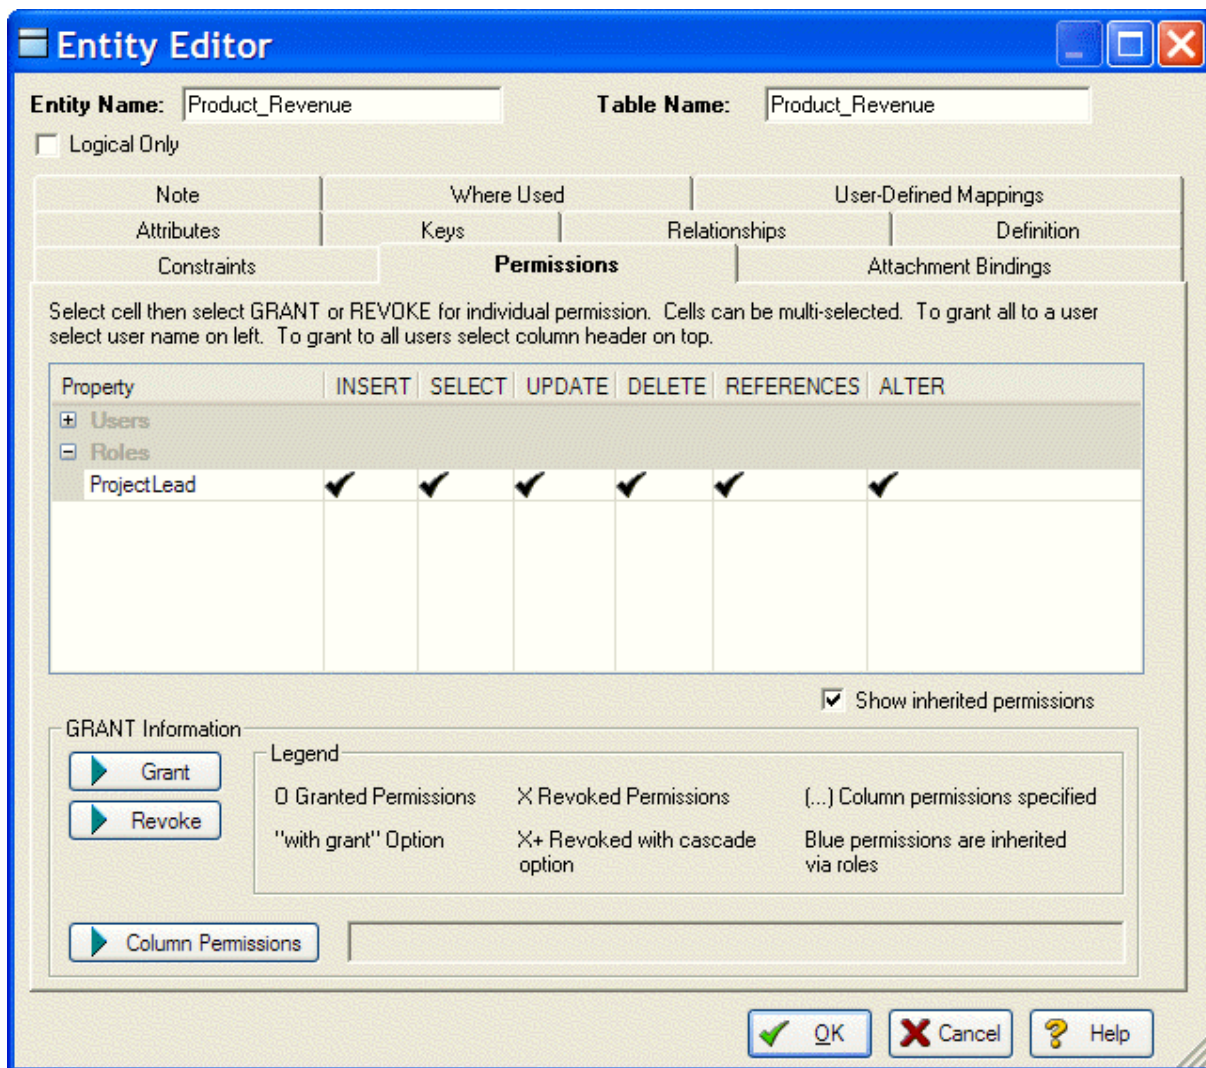 Entity Editor
Entity Name: Product_Revenue Table Name: Product_Revenue
Logical Only
Note Where Used User-Defined Mappings
Attributes Keys Relationships Definition
Constraints Permissions Attachment Bindings
Select cell then select GRANT or REVOKE for individual permission. Cells can be multi-selected. To grant all to a user
select user name on left. To grant to all users select column header on top.
Property INSERT SELECT UPDATE DELETE REFERENCES ALTER
Users
Roles
ProjectLead
Show inherited permissions
GRANT Information
Legend
Grant
Revoke
O Granted Permissions X Revoked Permissions (...) Column permissions specified
"with grant" Option X+ Revoked with cascade Blue permissions are inherited
option via roles
Column Permissions
OK Cancel Help